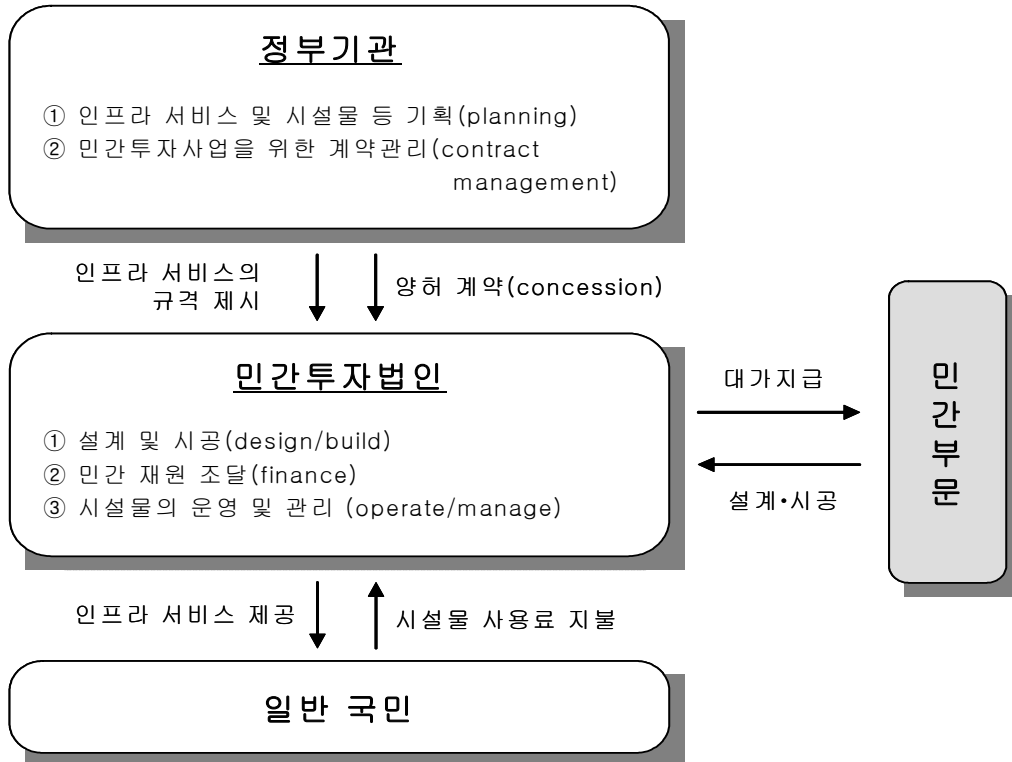 정부기관
① 인프라 서비스 및 시설물 등 기획(planning)
② 민간투자사업을 위한 계약관리(contract
management)
인프라 서비스의
규격 제시
양허 계약(concession)
민간투자법인
① 설계 및 시공(design/build)
② 민간 재원 조달(finance)
③ 시설물의 운영 및 관리 (operate/manage)
대가지급
설계•시공
민
간
부
문
인프라 서비스 제공
시설물 사용료 지불
일반 국민